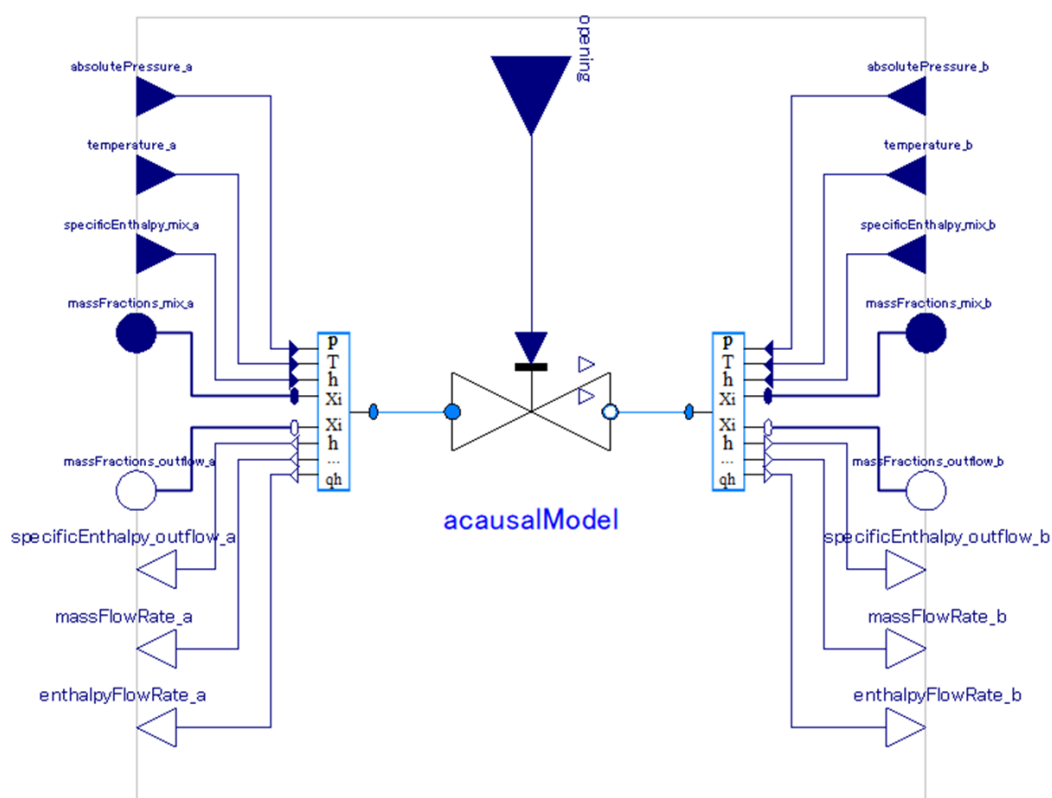 opening
absolutePressure_a
absolutePressure_b
temperature_a
temperature_b
specificEnthalpy_mix_a
specificEnthalpy_mix_b
massFractions_mix_a
massFractions_mix_b
p
T
h
Xi
Xi
h
...
qh
p
T
h
Xi
Xi
h
...
qh
massFractions_outflow_a
massFractions_outflow_b
acausalModel
specificEnthalpy_outflow_a
specificEnthalpy_outflow_b
massFlowRate_a
massFlowRate_b
enthalpyFlowRate_a
enthalpyFlowRate_b